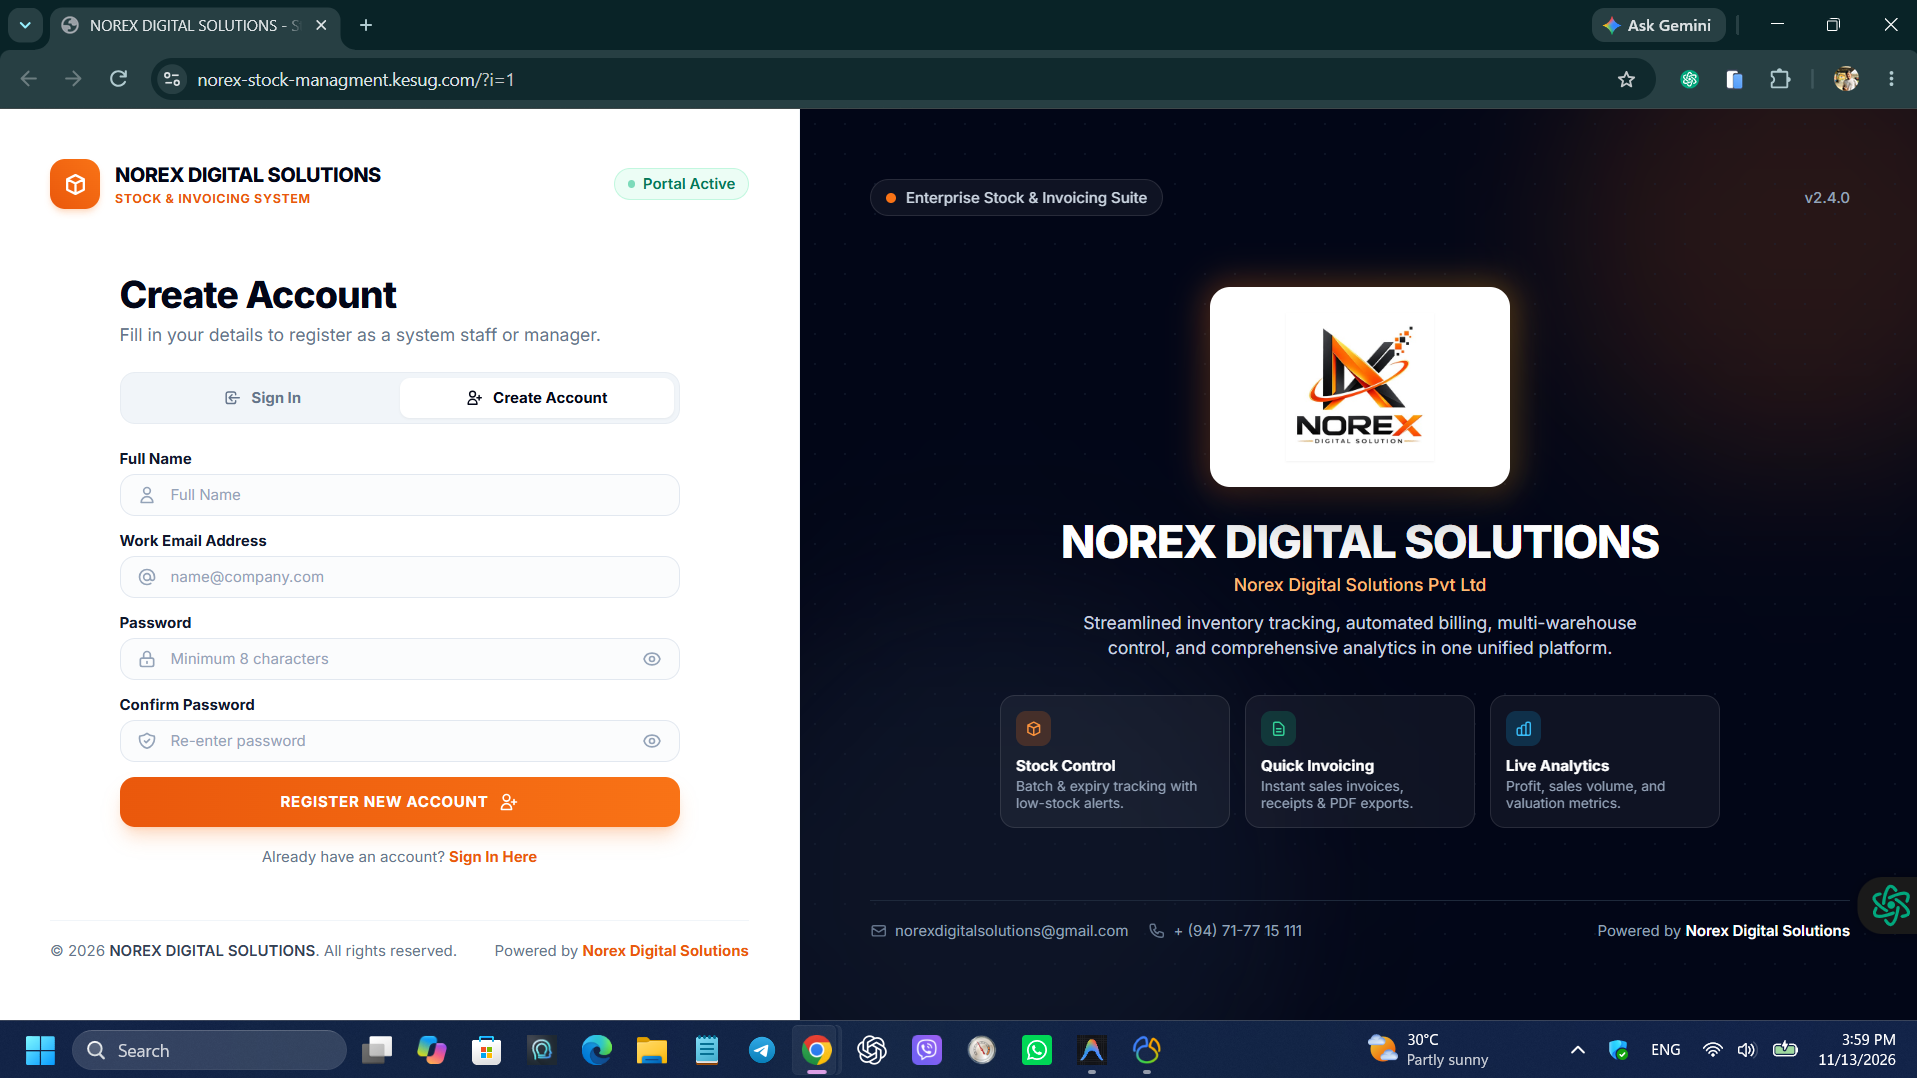 NOREX DIGITAL SOLUTIONS - S
Ask Gemini
norex-stock-managment.kesug.com/?i=1
NOREX DIGITAL SOLUTIONS
STOCK & INVOICING SYSTEM
Portal Active
Create Account
Fill in your details to register as a system staff or manager.
Sign In
Create Account
Full Name
Full Name
Work Email Address
name@company.com
Password
Minimum 8 characters
Confirm Password
Re-enter password
REGISTER NEW ACCOUNT
Already have an account? Sign In Here
© 2026 NOREX DIGITAL SOLUTIONS. All rights reserved.
Powered by Norex Digital Solutions
Enterprise Stock & Invoicing Suite
v2.4.0
NOREX
DIGITAL SOLUTION
NOREX DIGITAL SOLUTIONS
Norex Digital Solutions Pvt Ltd
Streamlined inventory tracking, automated billing, multi-warehouse
control, and comprehensive analytics in one unified platform.
Stock Control
Batch & expiry tracking with
low-stock alerts.
Quick Invoicing
Instant sales invoices,
receipts & PDF exports.
Live Analytics
Profit, sales volume, and
valuation metrics.
norexdigitalsolutions@gmail.com
+ (94) 71-77 15 111
Powered by Norex Digital Solutions
Search
30°C
Partly sunny
ENG
3:59 PM
11/13/2026